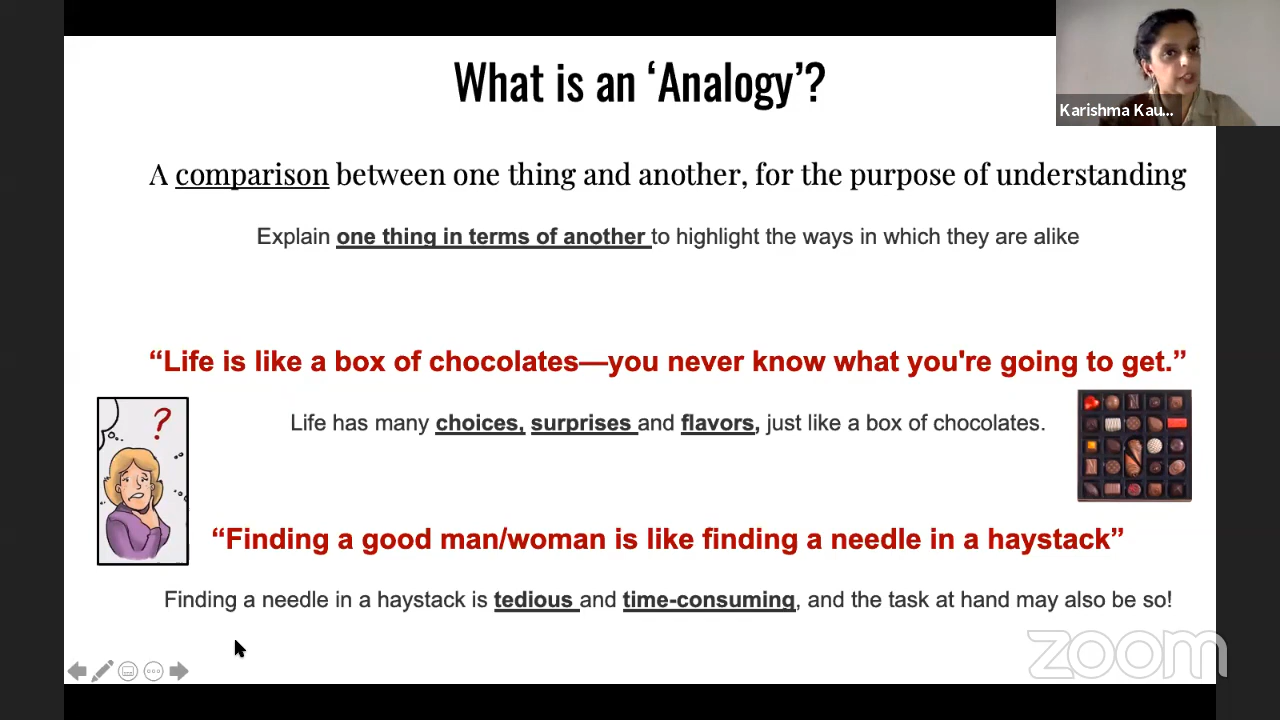 What is an ‘Analogy’?
Karishma Kau...
A comparison between one thing and another, for the purpose of understanding
Explain one thing in terms of another to highlight the ways in which they are alike
“Life is like a box of chocolates—you never know what you're going to get.”
?
Life has many choices, surprises and flavors, just like a box of chocolates.
“Finding a good man/woman is like finding a needle in a haystack”
Finding a needle in a haystack is tedious and time-consuming, and the task at hand may also be so!
zoom